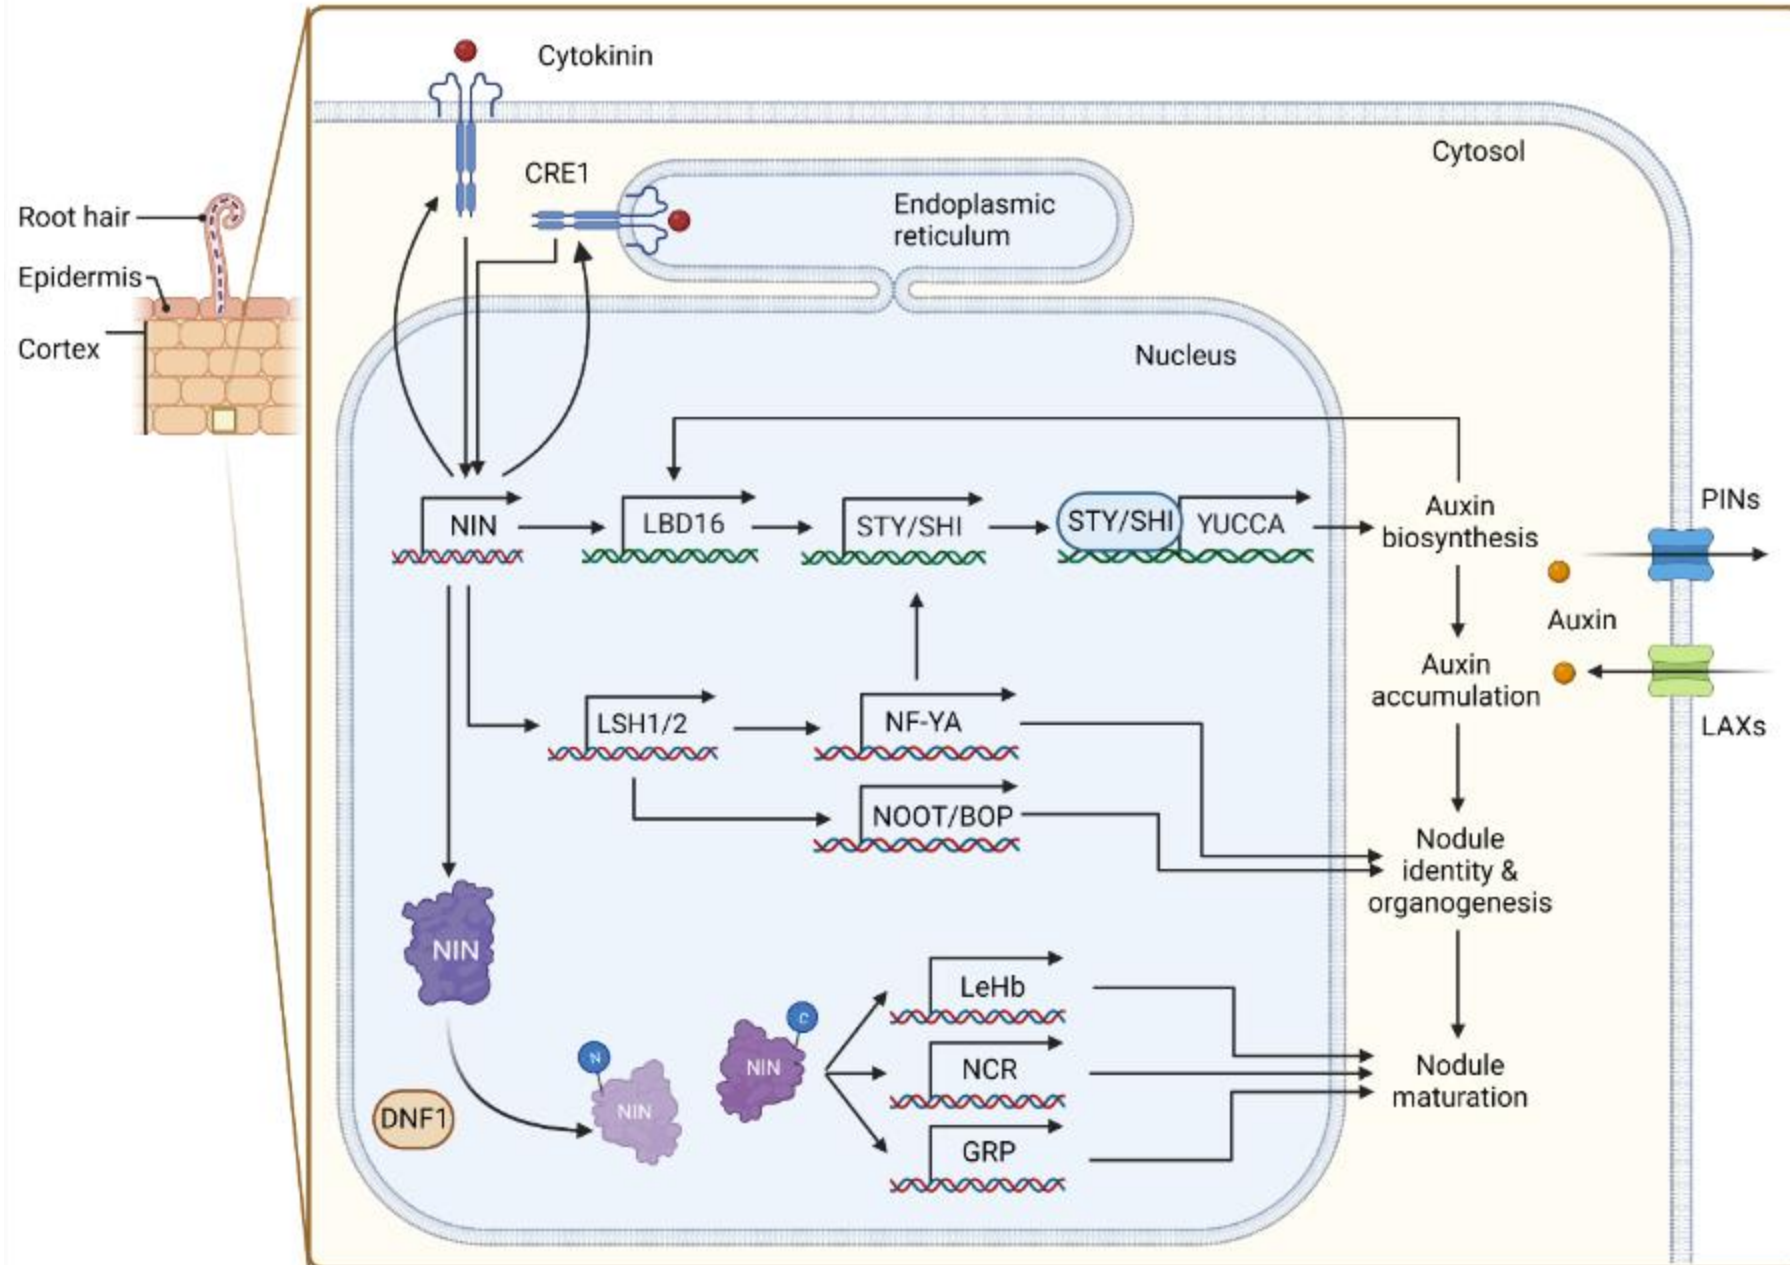 Cytokinin
Cytosol
CRE1
Endoplasmic
reticulum
Root hair
Epidermis
Cortex
Nucleus
NIN
LBD16
STY/SHI
STY/SHI
YUCCA
Auxin
biosynthesis
PINs
Auxin
Auxin
accumulation
LAXs
LSH1/2
NF-YA
NOOT/BOP
Nodule
identity &
organogenesis
NIN
LeHb
C
NIN
NCR
N
NIN
DNF1
GRP
Nodule
maturation